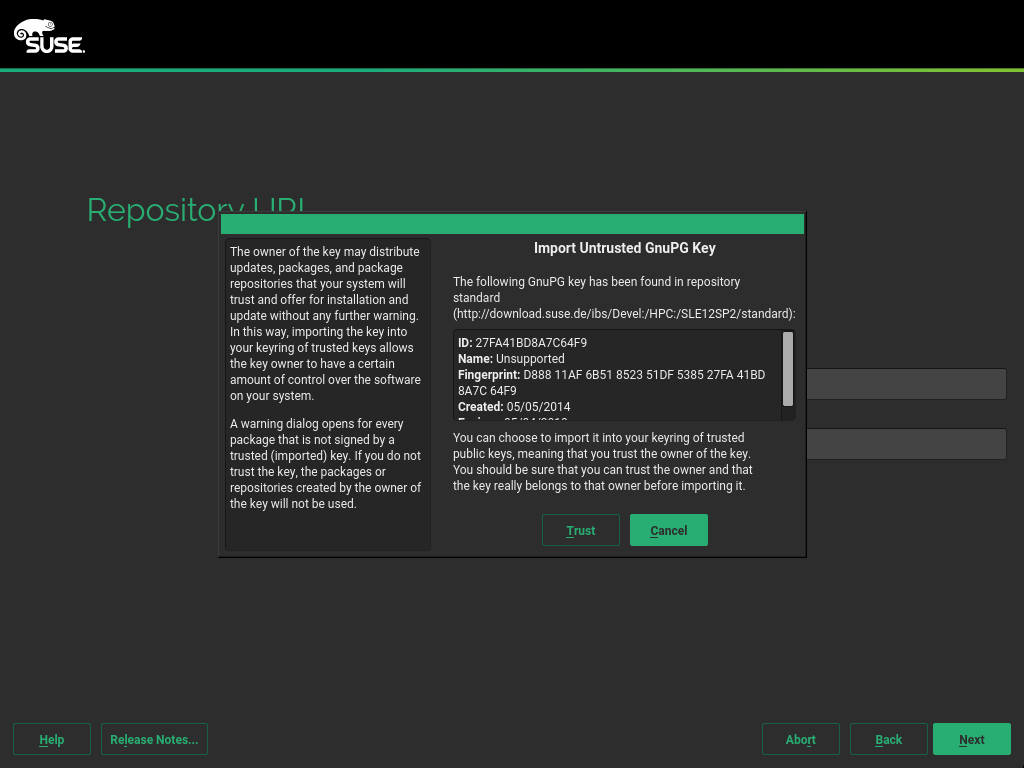 SUSE.
Repository URL
The owner of the key may distribute
updates, packages, and package
repositories that your system will
trust and offer for installation and
update without any further warning.
In this way, importing the key into
your keyring of trusted keys allows
the key owner to have a certain
amount of control over the software
on your system.
A warning dialog opens for every
package that is not signed by a
trusted (imported) key. If you do not
trust the key, the packages or
repositories created by the owner of
the key will not be used.
Import Untrusted GnuPG Key
The following GnuPG key has been found in repository
standard
(http://download.suse.de/ibs/Devel:/HPC:/SLE12SP2/standard):
ID: 27FA41BD8A7C64F9
Name: Unsupported
Fingerprint: D888 11AF 6B51 8523 51DF 5385 27FA 41BD
8A7C 64F9
Created: 05/05/2014
You can choose to import it into your keyring of trusted
public keys, meaning that you trust the owner of the key.
You should be sure that you can trust the owner and that
the key really belongs to that owner before importing it.
Trust Cancel
Help Release Notes... Abort Back Next